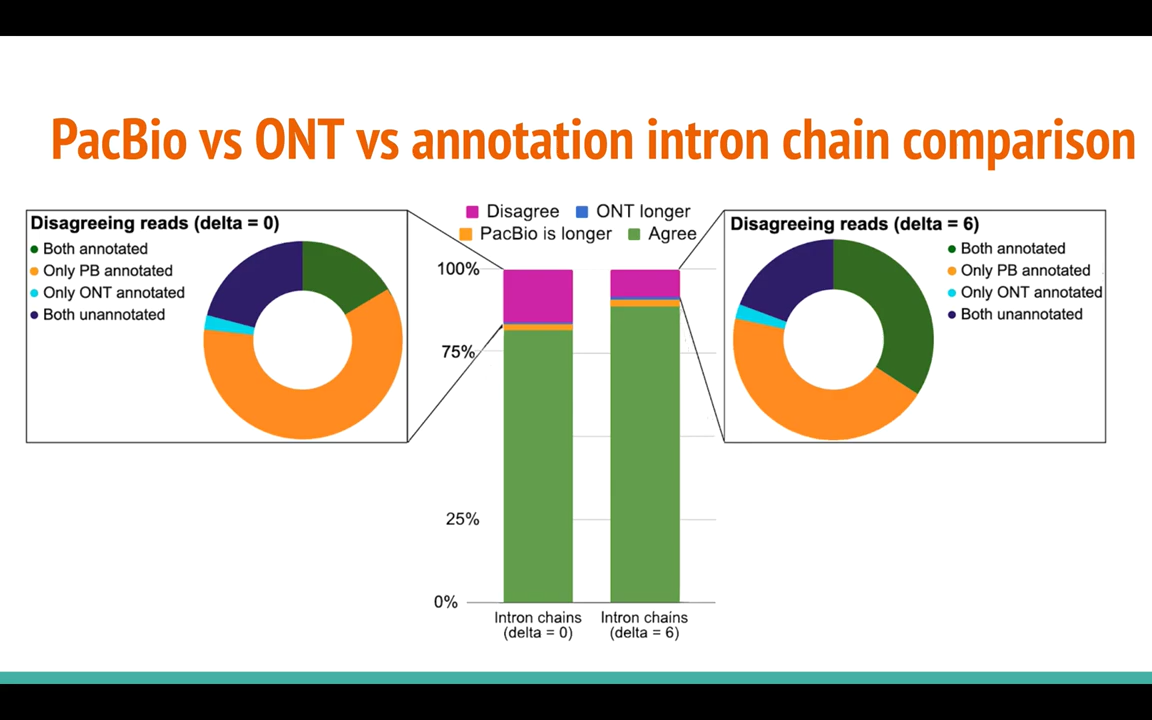 PacBio vs ONT vs annotation intron chain comparison
Disagreeing reads (delta = 0)
Both annotated
Only PB annotated
Only ONT annotated
Both unannotated
Disagree
ONT longer
PacBio is longer
Agree
100%
75%
25%
0%
Intron chains
(delta = 0)
Intron chains
(delta = 6)
Disagreeing reads (delta = 6)
Both annotated
Only PB annotated
Only ONT annotated
Both unannotated